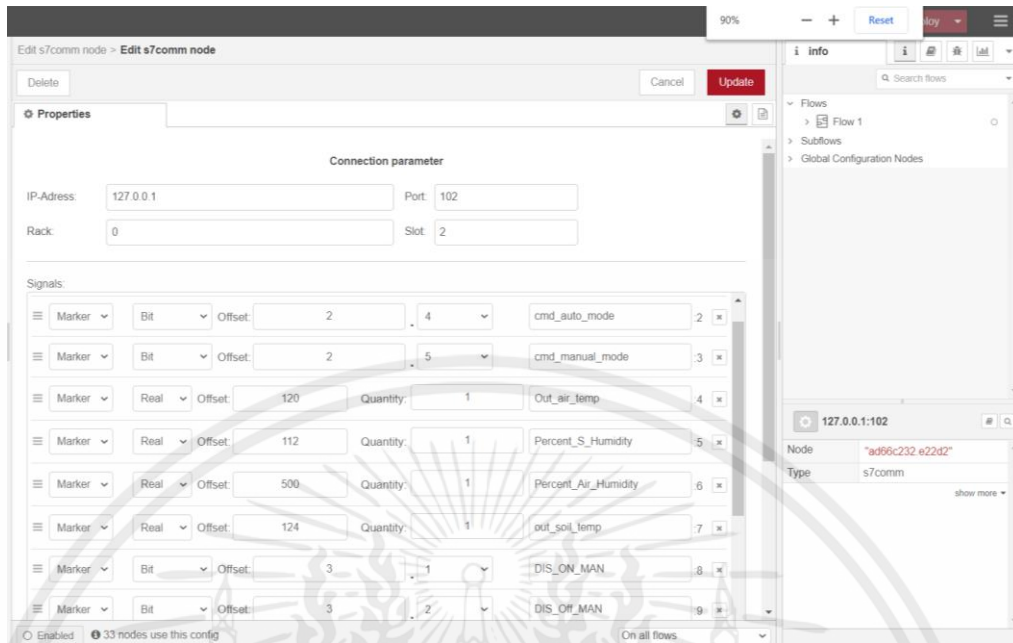 90% − + Reset
loy
Edit s7comm node > Edit s7comm node
i info i
Delete Cancel Update
Search flows
Properties
Flows
Flow 1
Subflows
Global Configuration Nodes
Connection parameter
IP-Adress: 127.0.0.1 Port: 102
Rack: 0 Slot: 2
Signals:
Marker Bit Offset: 2 . 4 cmd_auto_mode :2
Marker Bit Offset: 2 . 5 cmd_manual_mode :3
Marker Real Offset: 120 Quantity: 1 Out_air_temp :4
Marker Real Offset: 112 Quantity: 1 Percent_S_Humidity :5
Marker Real Offset: 500 Quantity: 1 Percent_Air_Humidity :6
Marker Real Offset: 124 Quantity: 1 out_soil_temp :7
Marker Bit Offset: 3 . 1 DIS_ON_MAN :8
Marker Bit Offset: 3 . 2 DIS_Off_MAN :9
127.0.0.1:102
Node "ad66c232.e22d2"
Type s7comm
show more
Enabled 33 nodes use this config On all flows